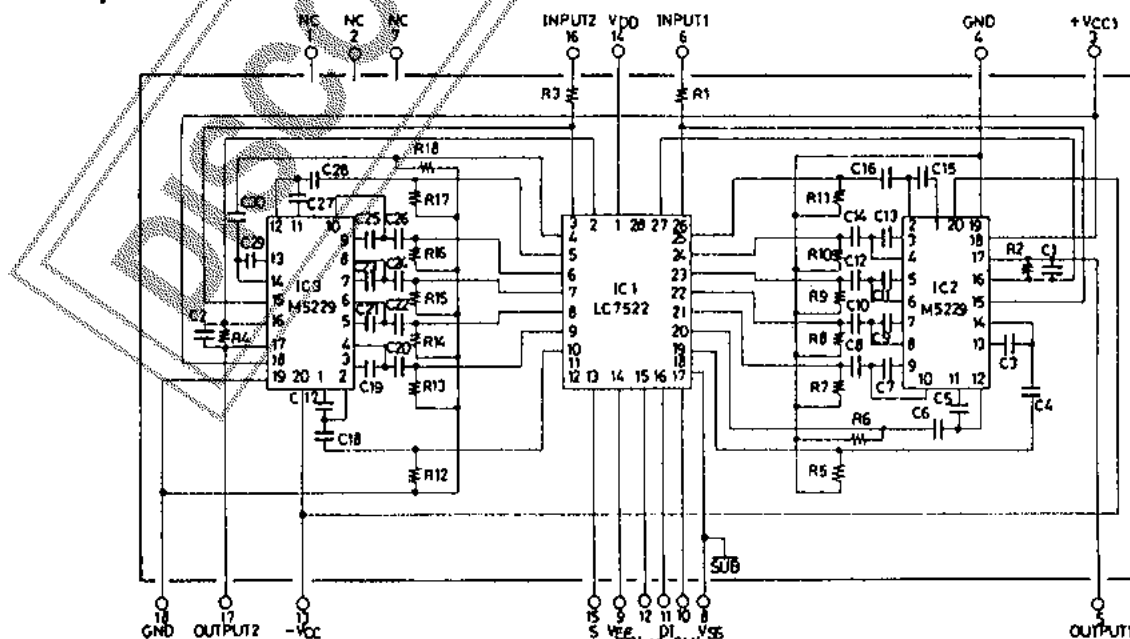 NC NC NC INPUT2 VDD INPUT1 GND +VCC1
1 2 7 16 14 6 4 3
R3 R1
R18
C28 C16 C15
R17 R11
C30 C27
12 11 10 3 2 1 28 27 26 2 1 20 19
C25 C26 C14 C13
9 4 25 3 18
C29 R16 5 24 R10 4 17 R2 C1
13 8 C12
IC3 C23 C24 6 IC1 23 5 IC2 16
14 M5229 7 R15 7 LC7522 22 R9 C11 6 M5229 15
15 6 C21 C22 8 21 C10 7 14
C2 16 5 R14 9 20 R8 C9 8 13 C3
R4 17 4 C20 10 19 C8 9
18 3 C19 11 18 C7 10 11 12
19 20 1 2 R13 12 13 14 15 16 17 R7 C5 C4
C17 C6
C18 R6
R12 R5
SUB
18 17 13 9 12 11 10 8 5
GND OUTPUT2 -VCC S VEE DI VSS OUTPUT1
DISCO